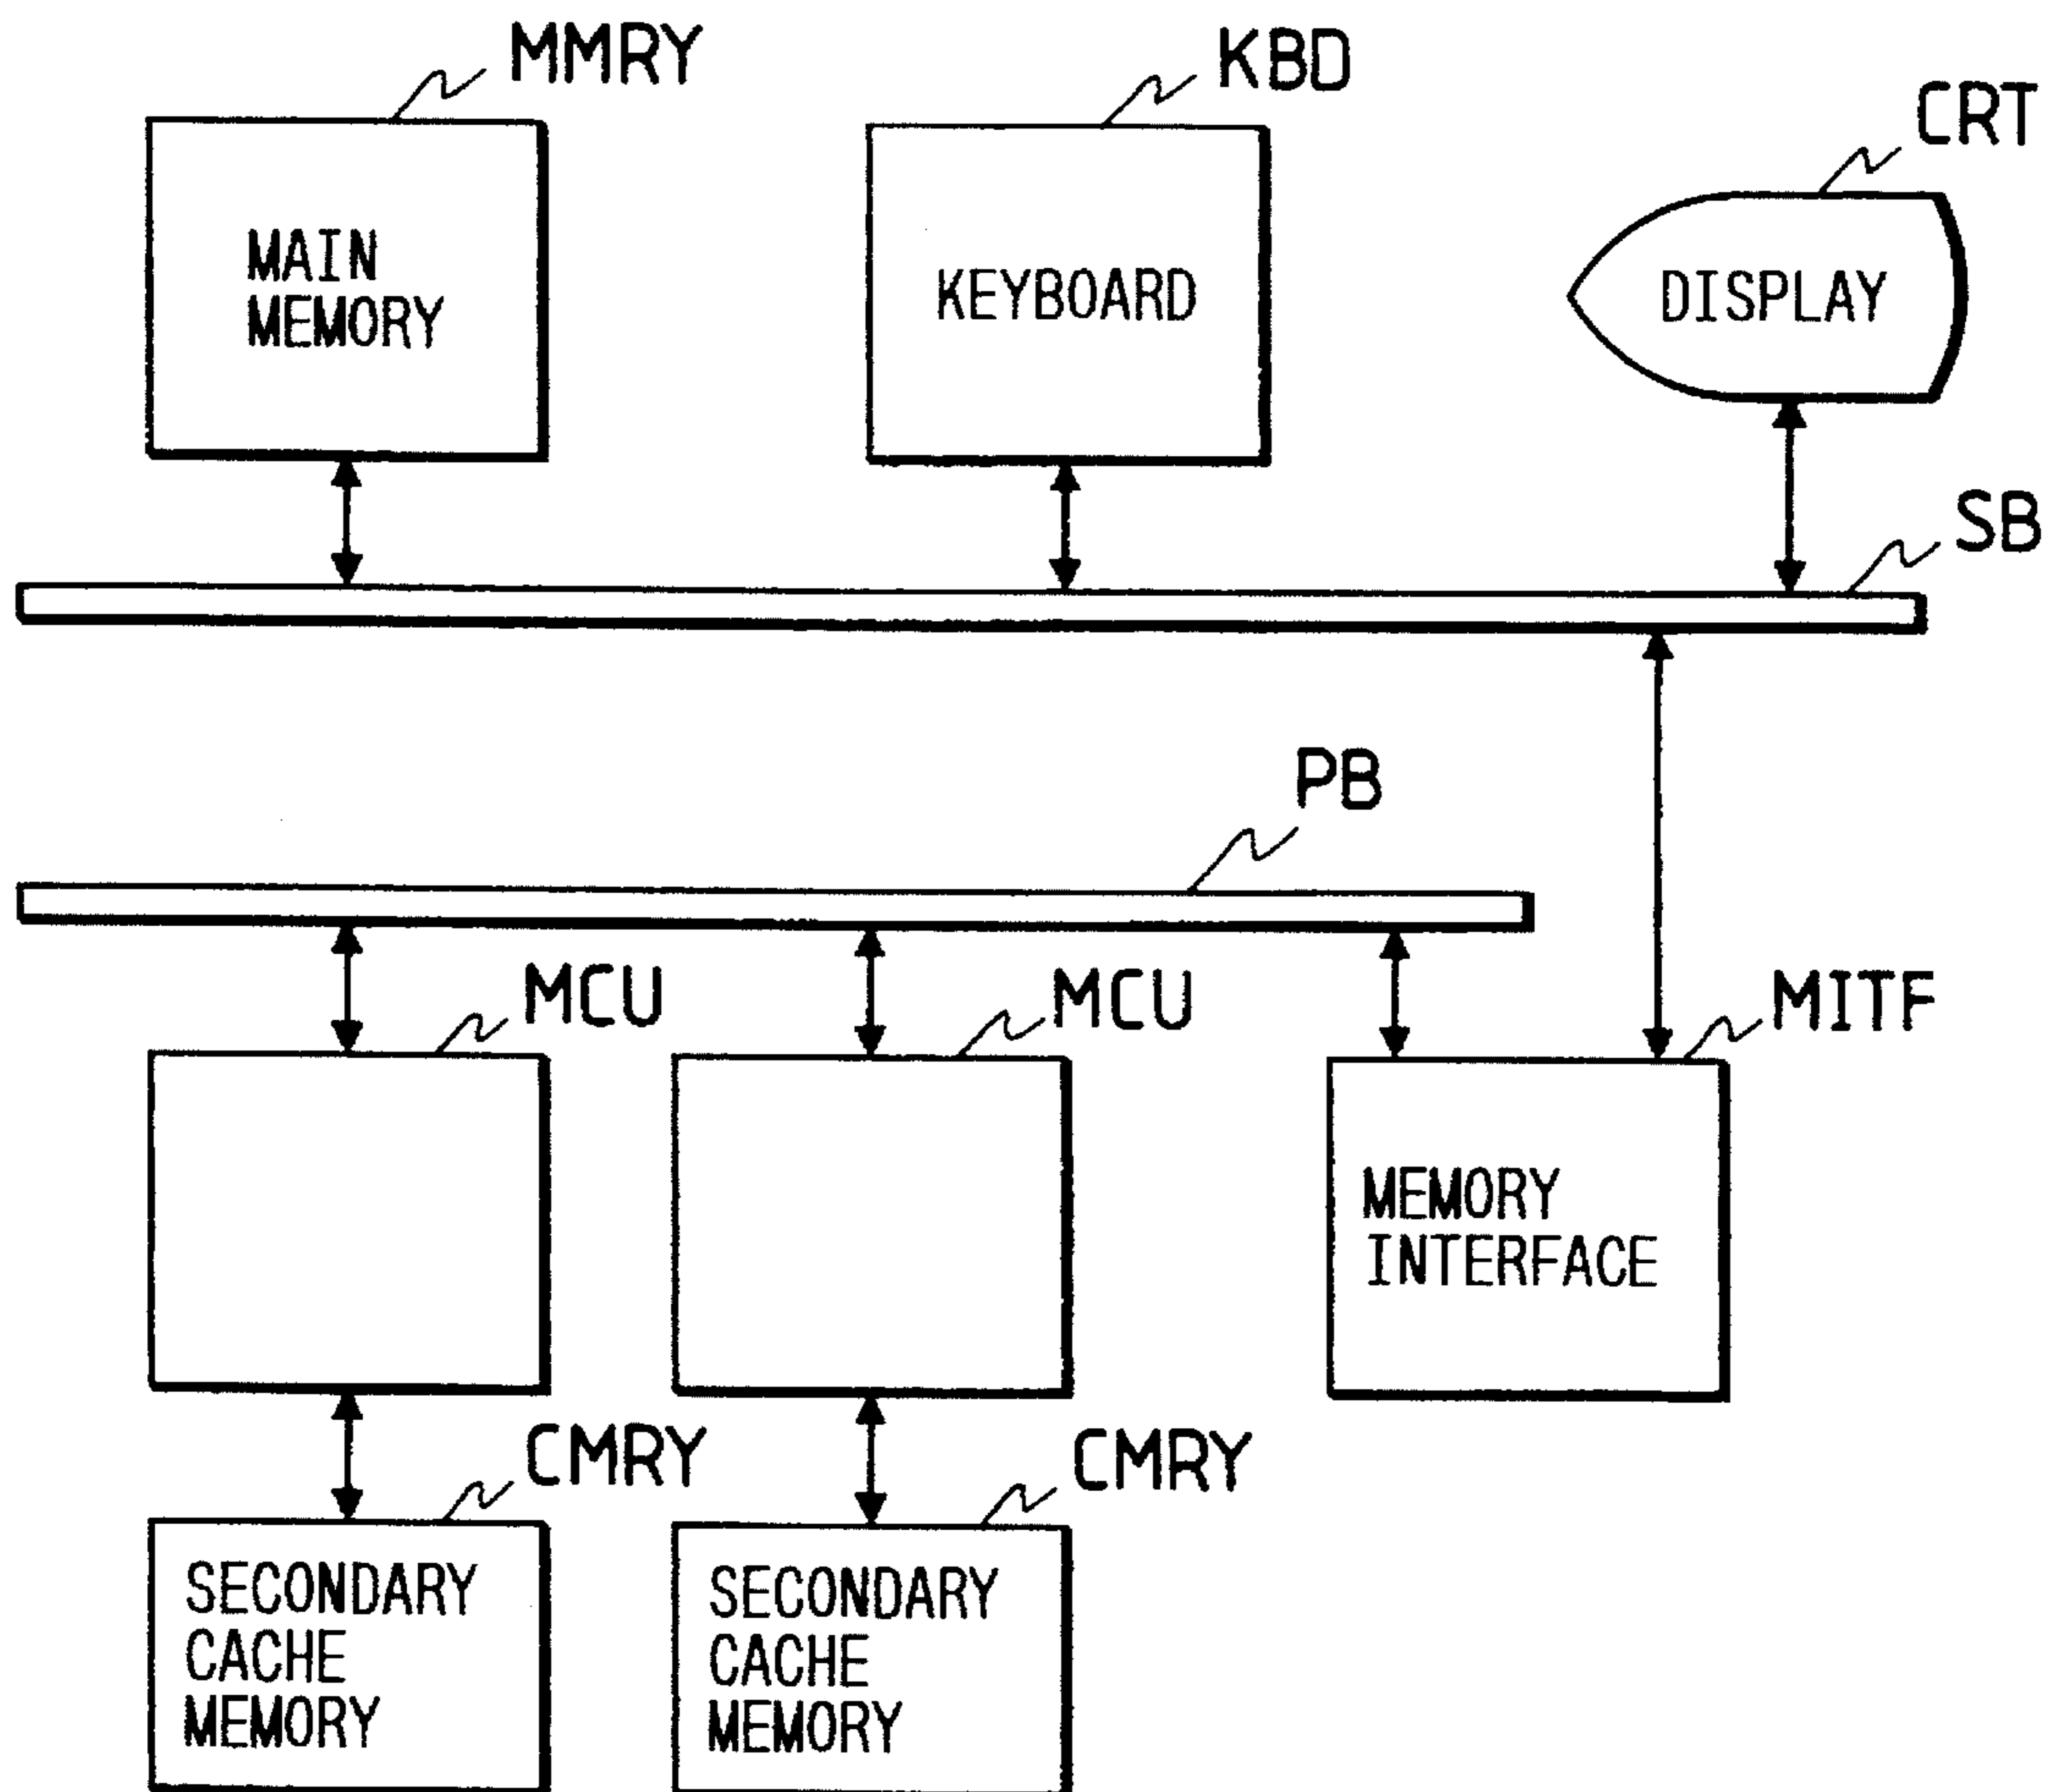 MMRY
KBD
CRT
MAIN
MEMORY
KEYBOARD
DISPLAY
SB
PB
MCU
MCU
MITF
MEMORY
INTERFACE
CMRY
CMRY
SECONDARY
CACHE
MEMORY
SECONDARY
CACHE
MEMORY